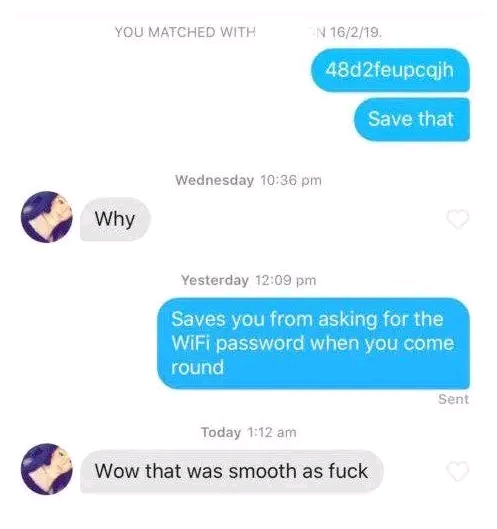 YOU MATCHED WITH N 16/2/19.
48d2feupcqjh
Save that
Wednesday 10:36 pm
Why
Yesterday 12:09 pm
Saves you from asking for the
WiFi password when you come
round
Sent
Today 1:12 am
Wow that was smooth as fuck